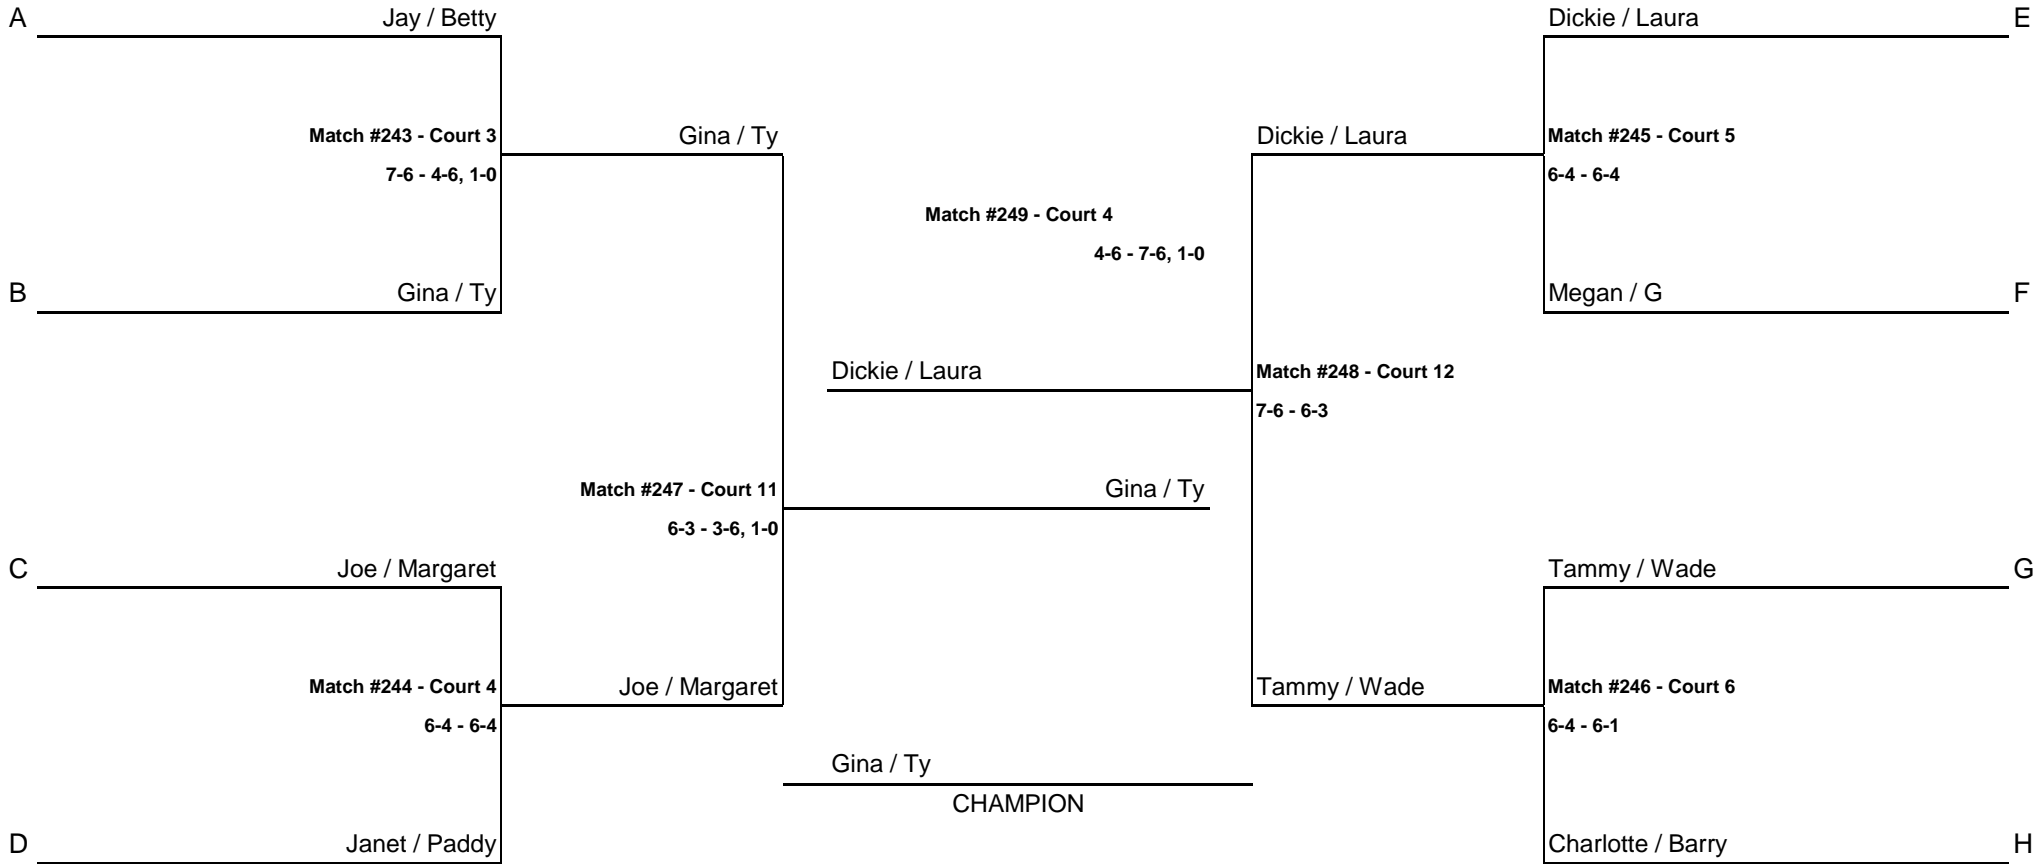 A
Jay / Betty
Dickie / Laura
E
Match #243 - Court 3
Gina / Ty
Dickie / Laura
Match #245 - Court 5
7-6 - 4-6, 1-0
6-4 - 6-4
Match #249 - Court 4
4-6 - 7-6, 1-0
B
Gina / Ty
Megan / G
F
Dickie / Laura
Match #248 - Court 12
7-6 - 6-3
Match #247 - Court 11
Gina / Ty
6-3 - 3-6, 1-0
C
Joe / Margaret
Tammy / Wade
G
Match #244 - Court 4
Joe / Margaret
Tammy / Wade
Match #246 - Court 6
6-4 - 6-4
6-4 - 6-1
Gina / Ty
CHAMPION
D
Janet / Paddy
Charlotte / Barry
H